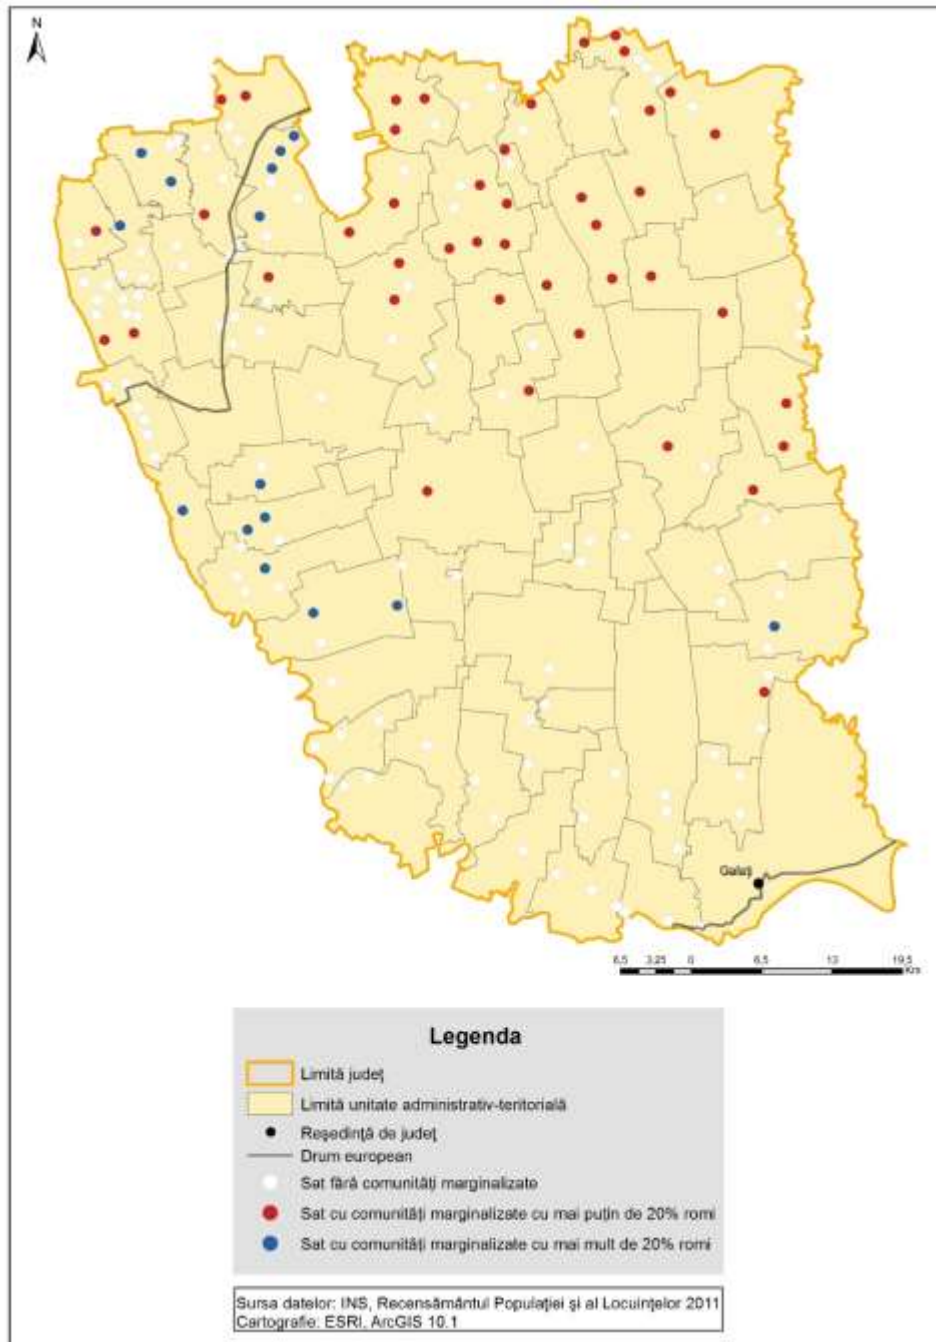 N
Galați
6,5 3,25 0 6,5 13 19,5
Km
Legenda
Limită județ
Limită unitate administrativ-teritorială
Reședință de județ
Drum european
Sat fără comunități marginalizate
Sat cu comunități marginalizate cu mai puțin de 20% romi
Sat cu comunități marginalizate cu mai mult de 20% romi
Sursa datelor: INS, Recensământul Populației și al Locuințelor 2011
Cartografie: ESRI, ArcGIS 10.1